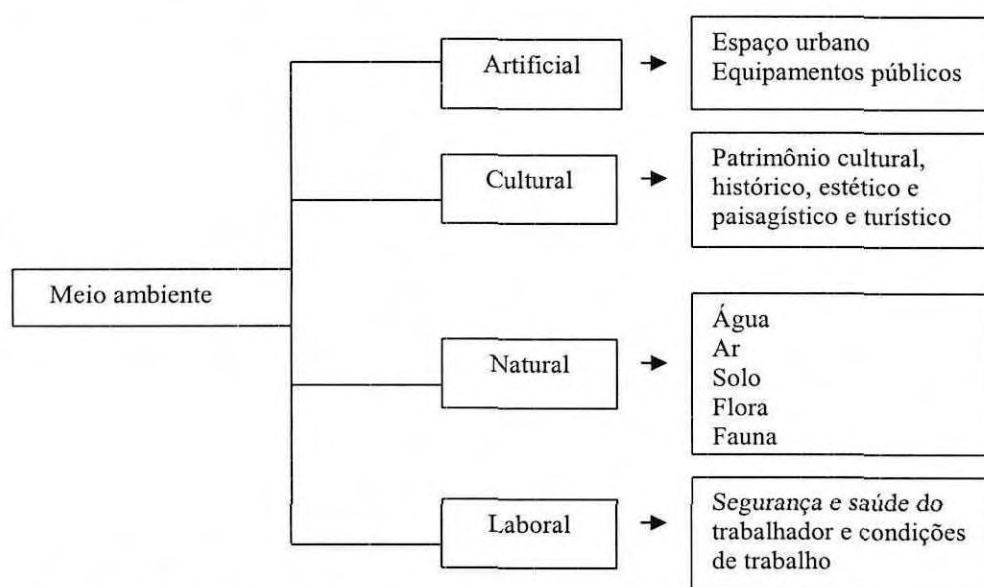 Meio ambiente
Artificial
Espaço urbano
Equipamentos públicos
Cultural
Patrimônio cultural,
histórico, estético e
paisagístico e turístico
Natural
Água
Ar
Solo
Flora
Fauna
Laboral
Segurança e saúde do
trabalhador e condições
de trabalho